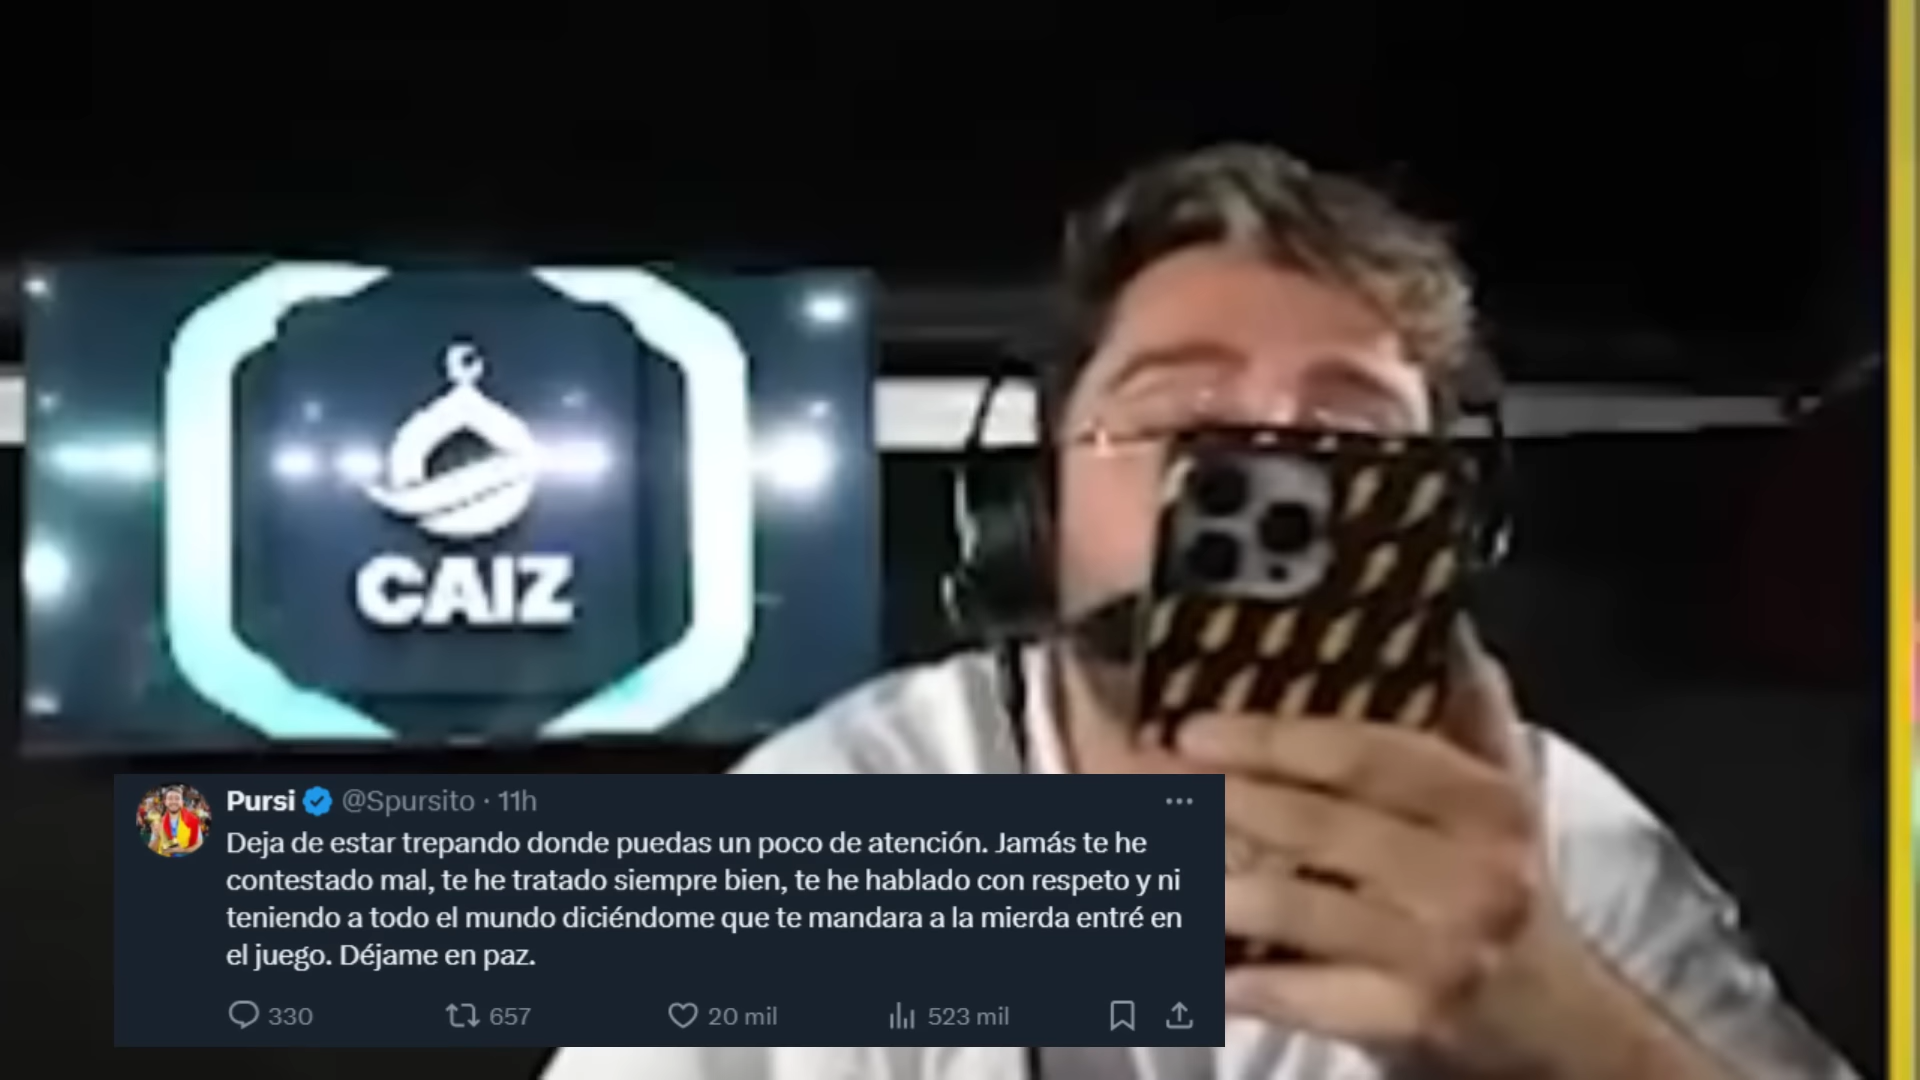 CAIZ
Pursi @Spursito · 11h
Deja de estar trepando donde puedas un poco de atención. Jamás te he
contestado mal, te he tratado siempre bien, te he hablado con respeto y ni
teniendo a todo el mundo diciéndome que te mandara a la mierda entré en
el juego. Déjame en paz.
330 657 20 mil 523 mil